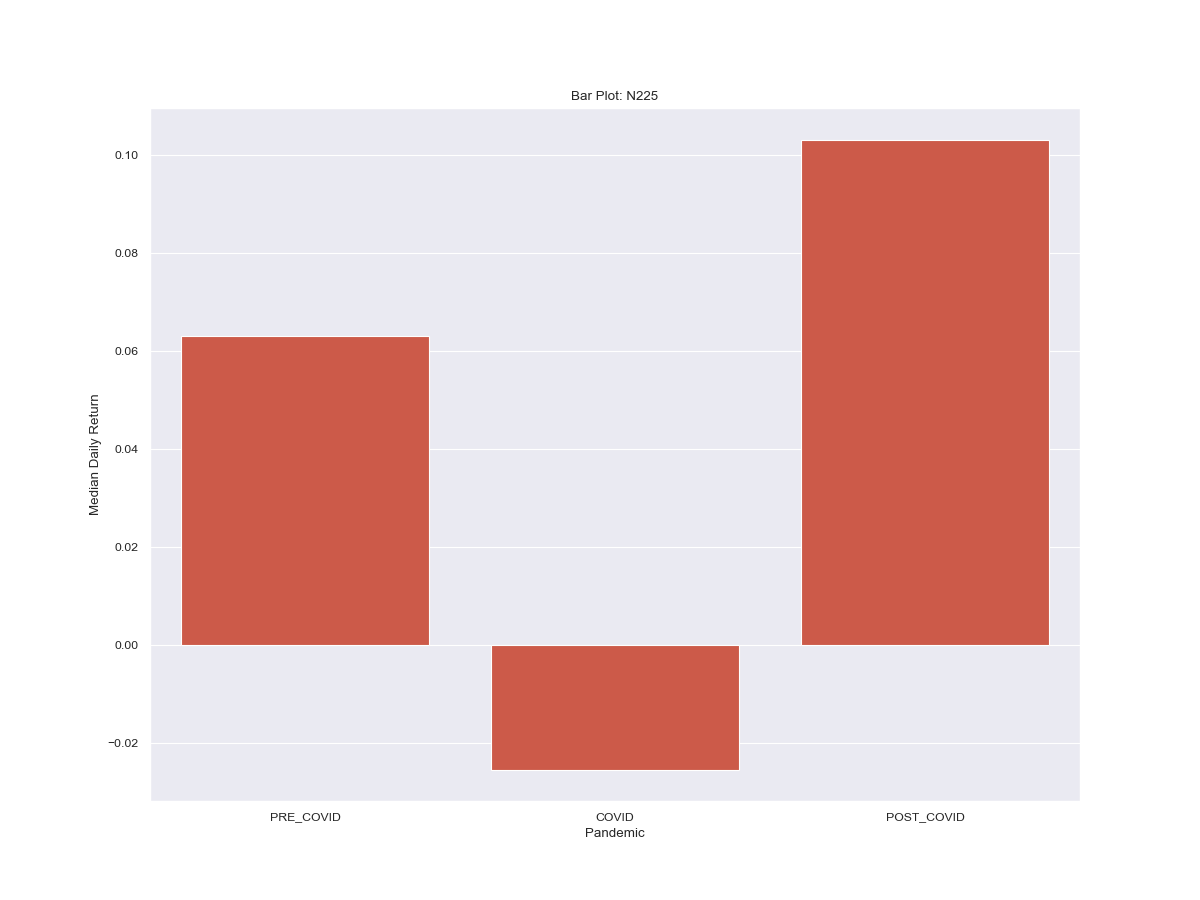 Bar Plot: N225
0.10
0.08
0.06
0.04
0.02
0.00
−0.02
Median Daily Return
PRE_COVID
COVID
POST_COVID
Pandemic